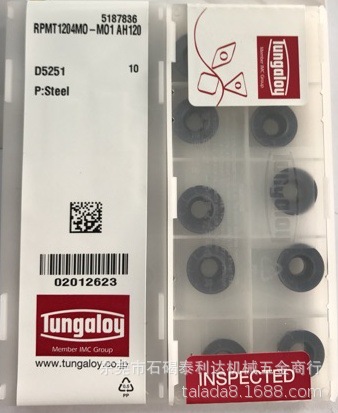 5187836
RPMT1204MO-MO1 AH120
D5251 10
P:Steel
02012623
Tungaloy
Member IMC Group
www.tungaloy.co.jp
PP
Tungaloy
Member IMC Group
INSPECTED
东莞市石碣泰利达机械五金商行
talada8.1688.com